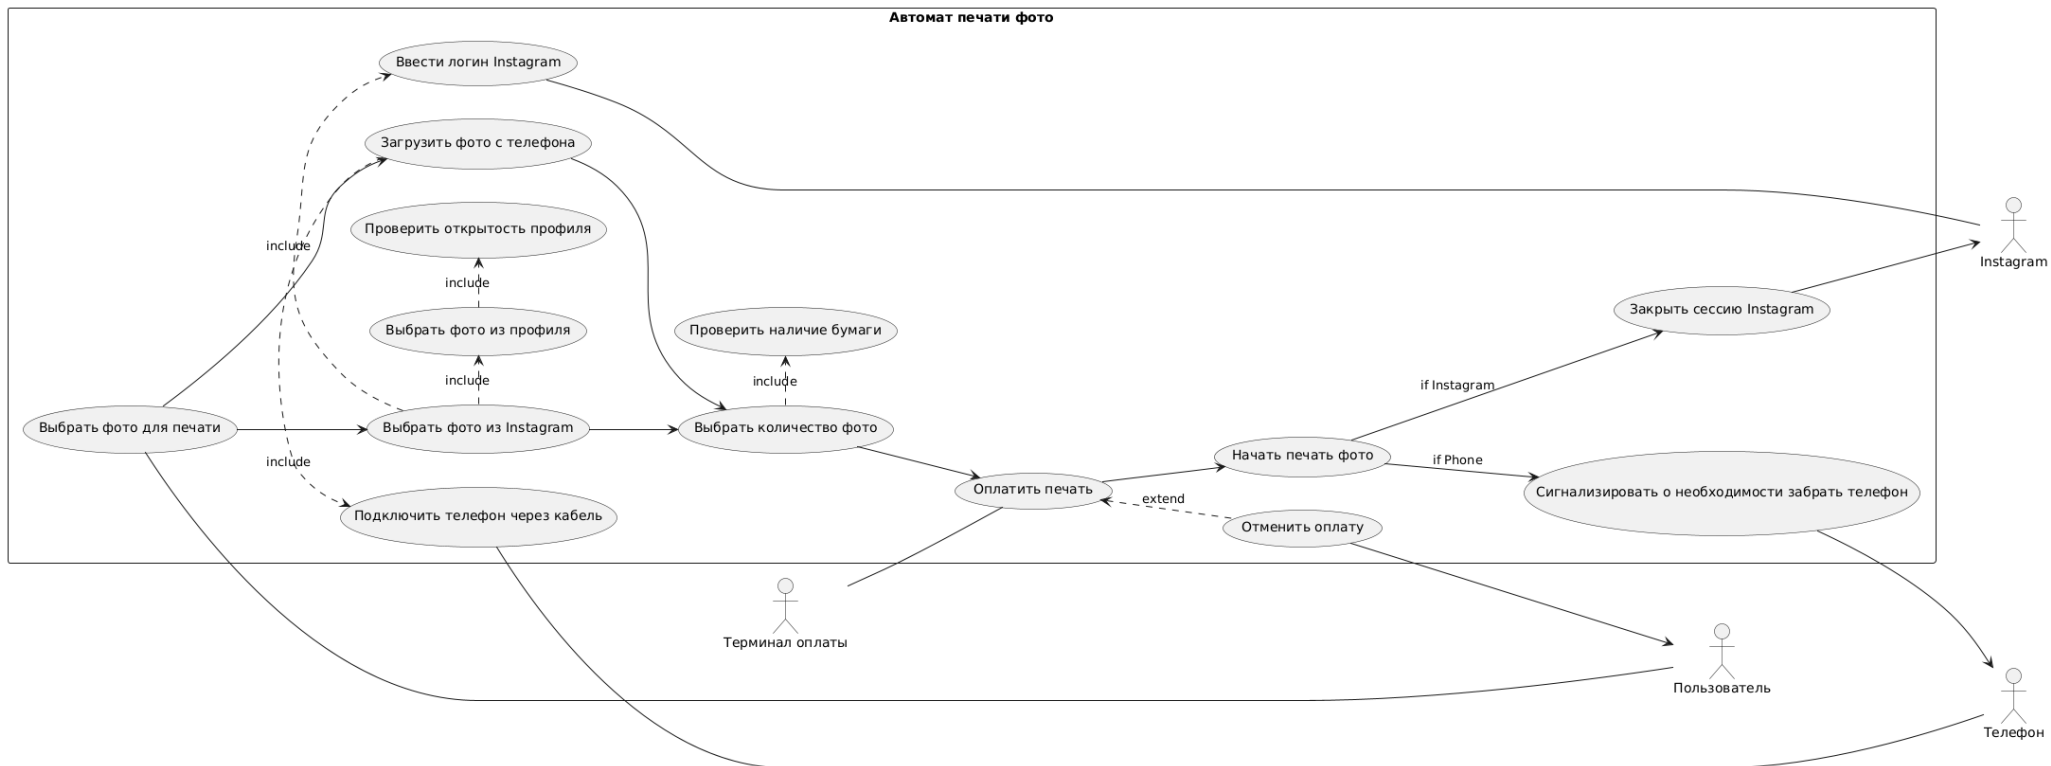 Автомат печати фото
Ввести логин Instagram
Загрузить фото с телефона
Проверить открытость профиля
include
Instagram
include
Закрыть сессию Instagram
Выбрать фото из профиля
Проверить наличие бумаги
include
include
if Instagram
Выбрать фото для печати
Выбрать фото из Instagram
Выбрать количество фото
Начать печать фото
if Phone
include
Оплатить печать
Сигнализировать о необходимости забрать телефон
extend
Подключить телефон через кабель
Отменить оплату
Терминал оплаты
Пользователь
Телефон